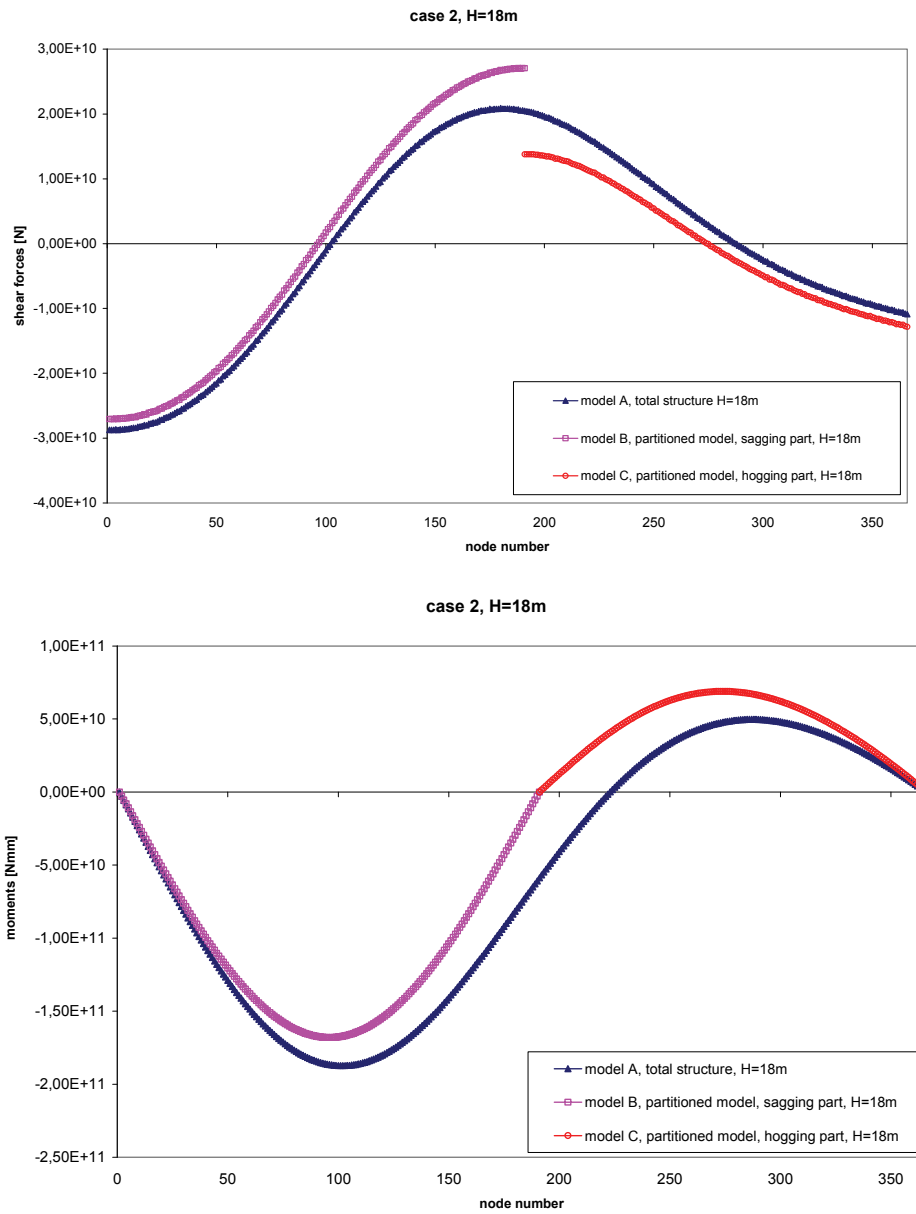 case 2, H=18m
3,00E+10
2,00E+10
1,00E+10
0,00E+00
-1,00E+10
-2,00E+10
-3,00E+10
-4,00E+10
shear forces [N]
model A, total structure H=18m
model B, partitioned model, sagging part, H=18m
model C, partitioned model, hogging part, H=18m
0 50 100 150 200 250 300 350
node number
case 2, H=18m
1,00E+11
5,00E+10
0,00E+00
-5,00E+10
-1,00E+11
-1,50E+11
-2,00E+11
-2,50E+11
moments [Nmm]
model A, total structure, H=18m
model B, partitioned model, sagging part, H=18m
model C, partitioned model, hogging part, H=18m
0 50 100 150 200 250 300 350
node number